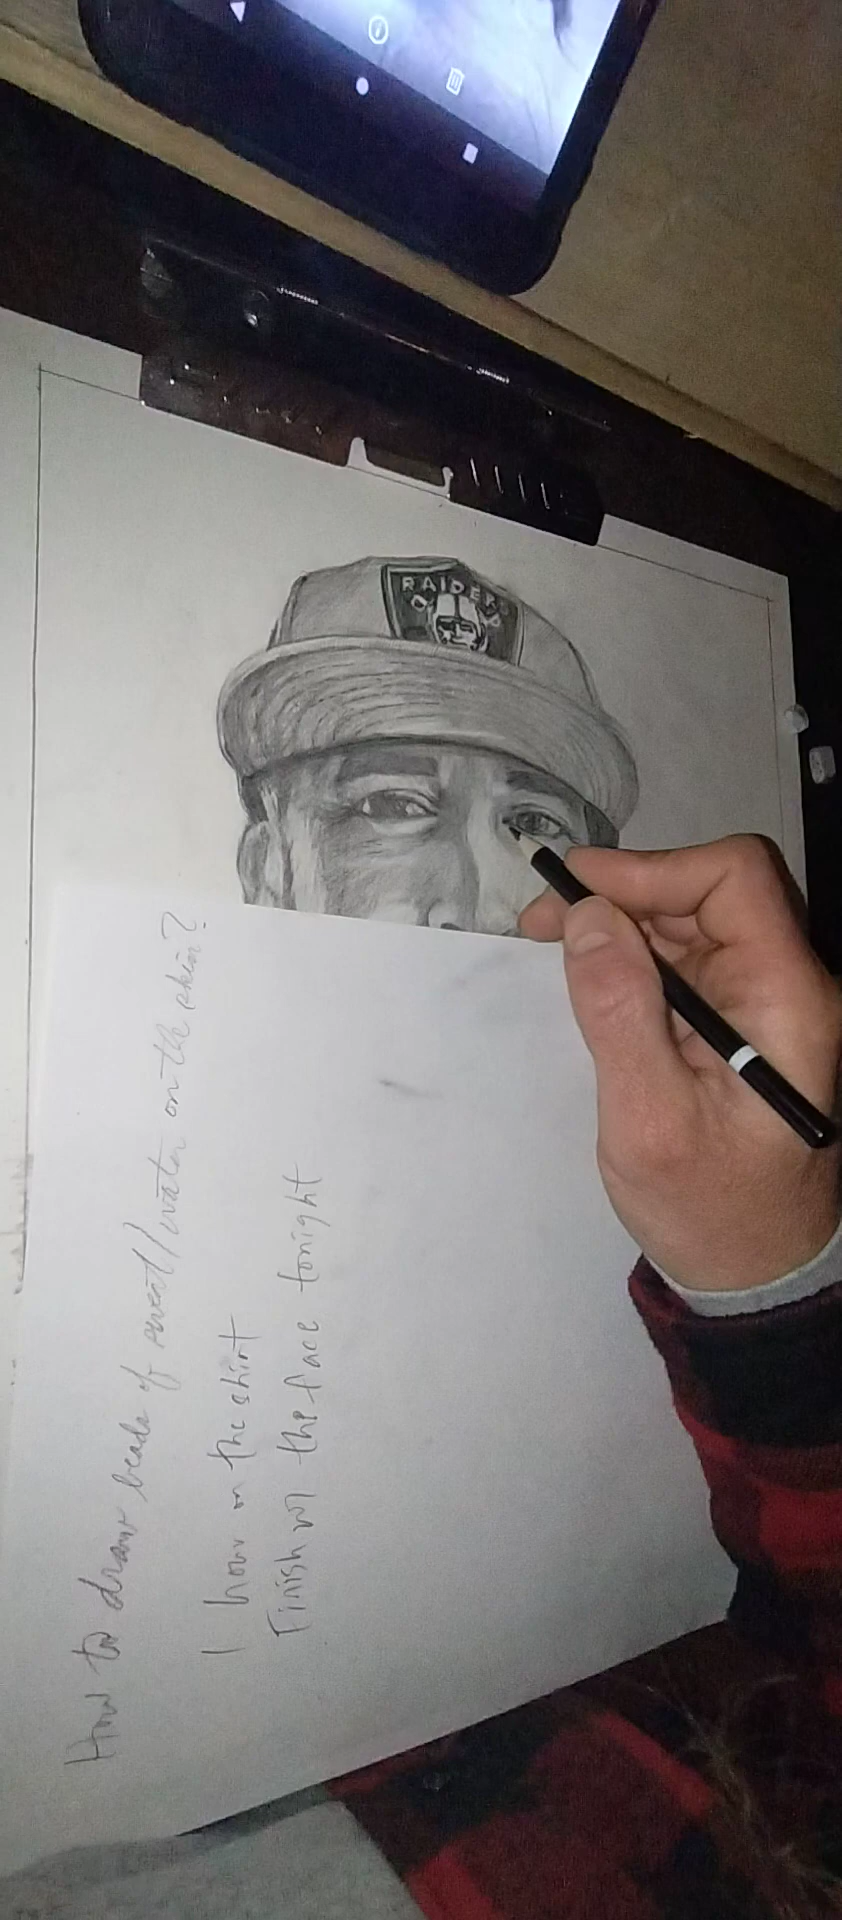 RAIDERS
How to draw beads of sweat/water on the skin?
1 hour on the shirt
Finish w/ the face tonight